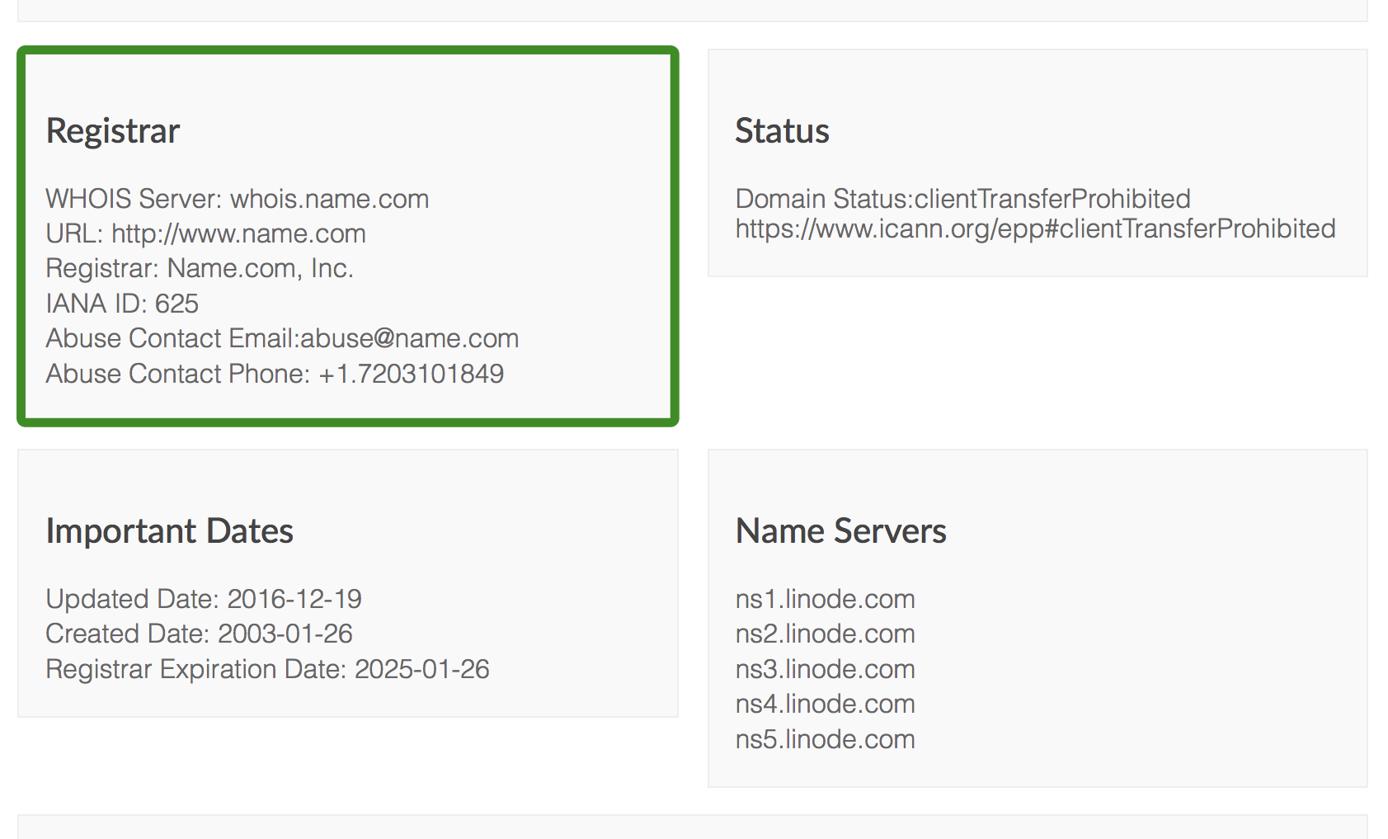 Registrar
WHOIS Server: whois.name.com
URL: http://www.name.com
Registrar: Name.com, Inc.
IANA ID: 625
Abuse Contact Email:abuse@name.com
Abuse Contact Phone: +1.7203101849
Status
Domain Status:clientTransferProhibited
https://www.icann.org/epp#clientTransferProhibited
Important Dates
Updated Date: 2016-12-19
Created Date: 2003-01-26
Registrar Expiration Date: 2025-01-26
Name Servers
ns1.linode.com
ns2.linode.com
ns3.linode.com
ns4.linode.com
ns5.linode.com